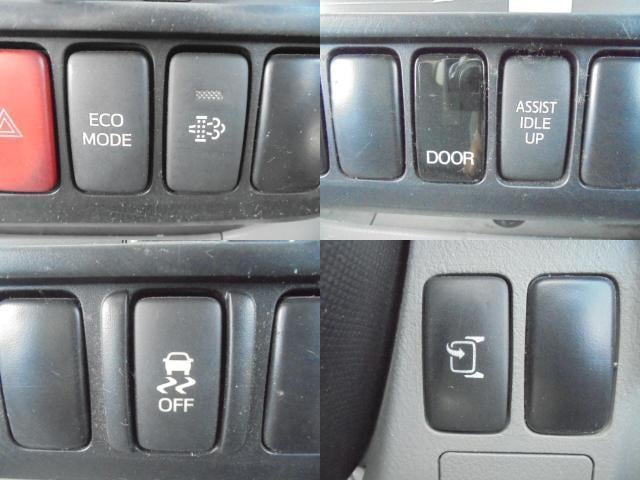 ECO
MODE
DOOR
ASSIST
IDLE
UP
OFF